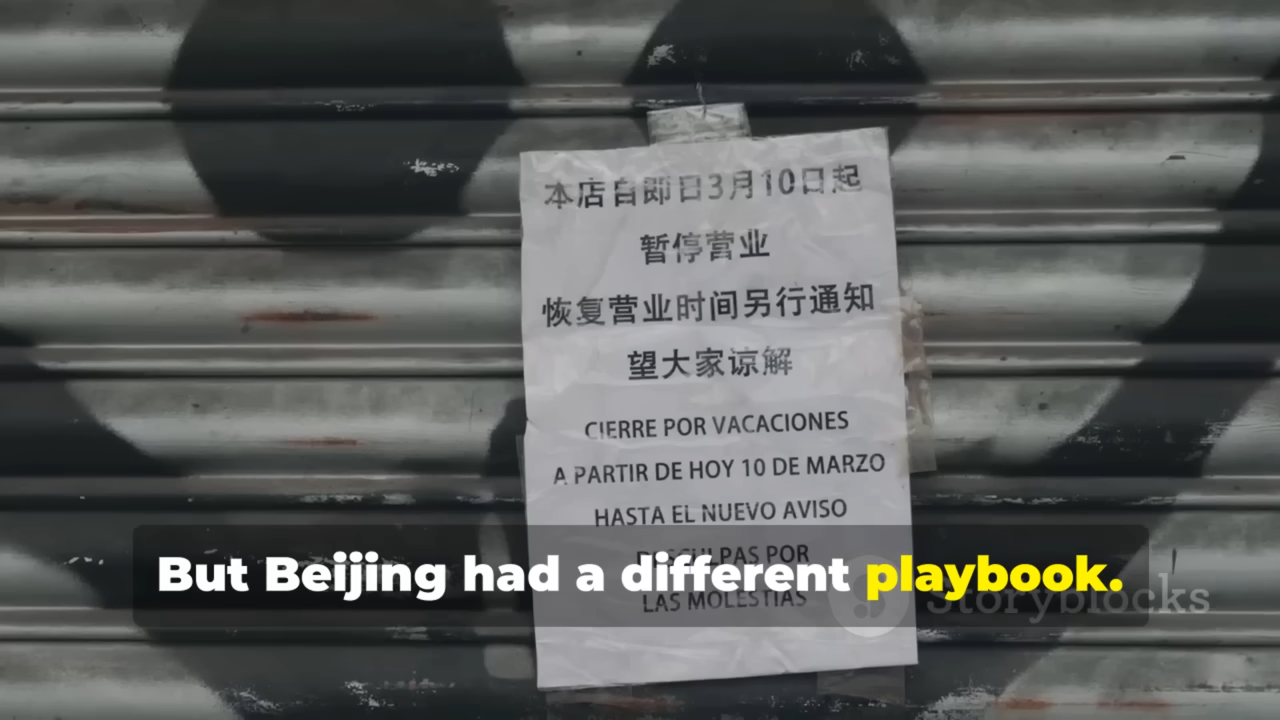 本店自即日3月10日起
暂停营业
恢复营业时间另行通知
望大家谅解
CIERRE POR VACACIONES
A PARTIR DE HOY 10 DE MARZO
HASTA EL NUEVO AVISO
DISCULPAS POR
LAS MOLESTIAS
But Beijing had a different playbook.
Storyblocks